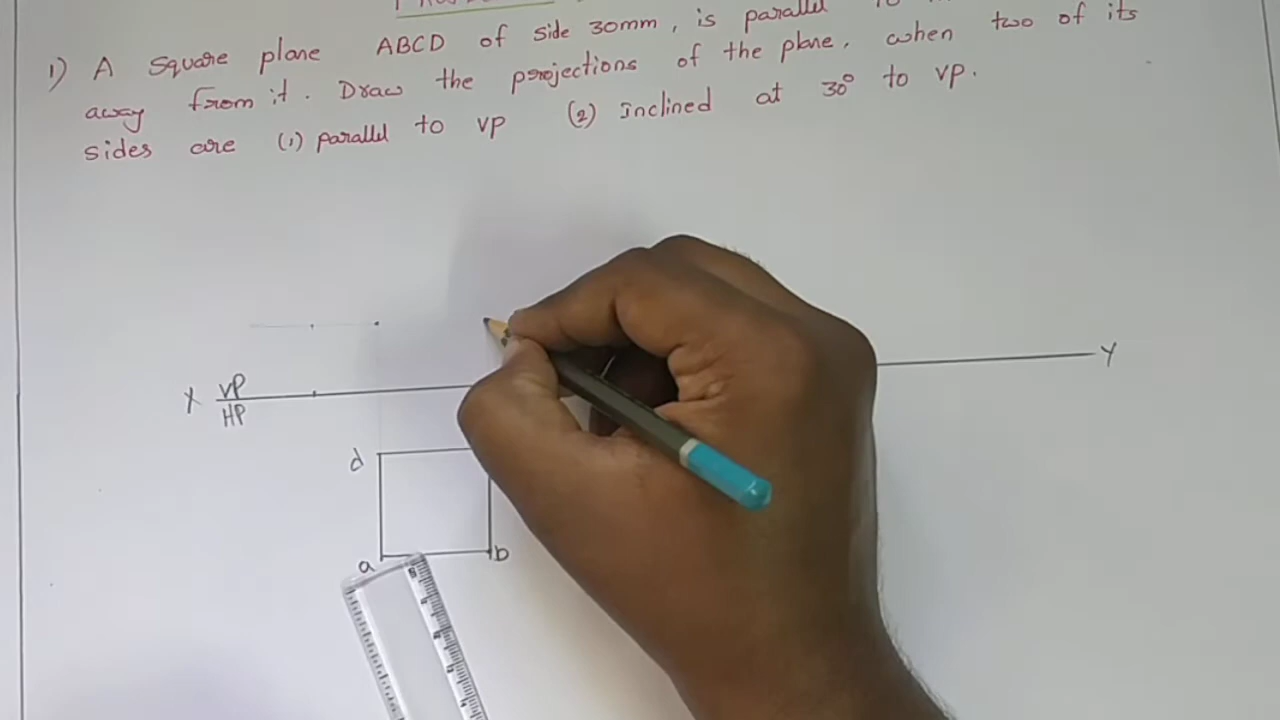 1) A square plane ABCD of side 30mm, is parallel
away from it. Draw the projections of the plane, when two of its
sides are (1) parallel to VP (2) Inclined at 30° to VP.
X VP Y
HP
d
a b